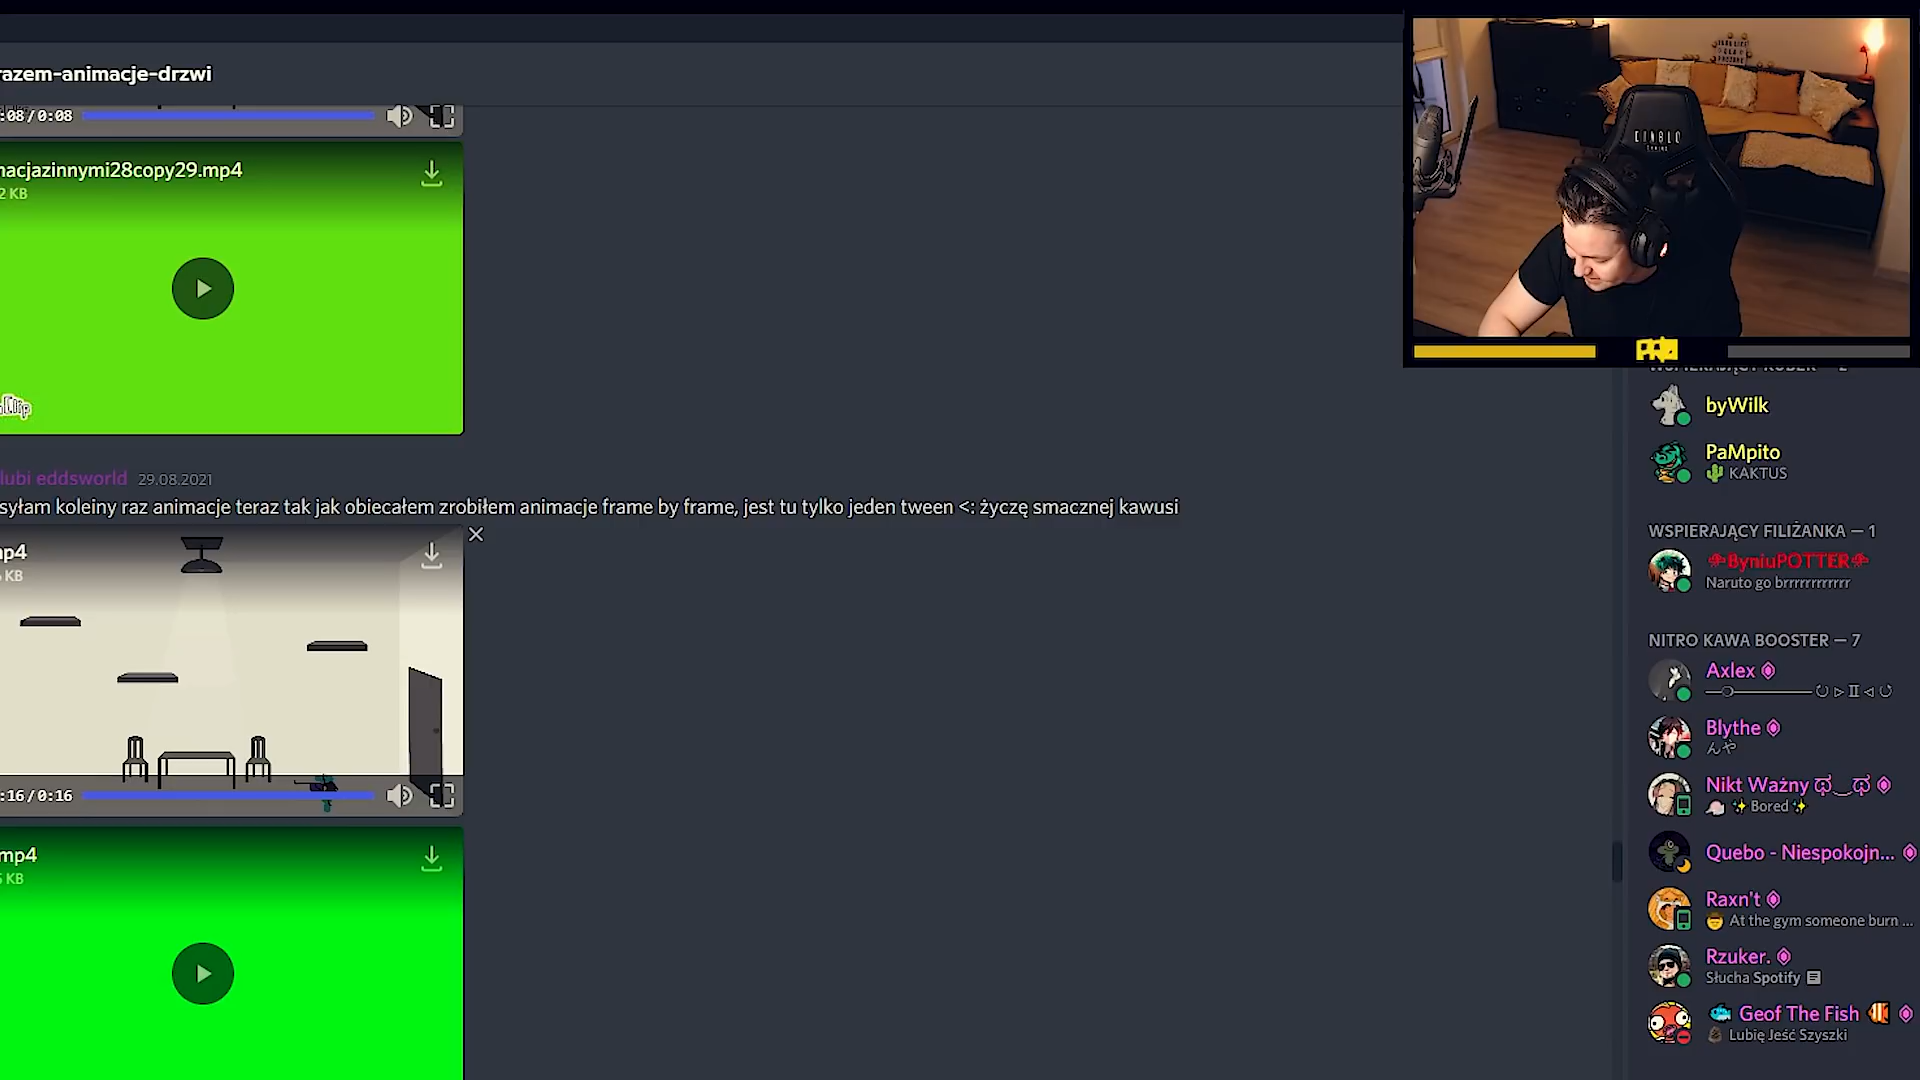 razem-animacje-drzwi
:08/0:08
nacjazinnymi28copy29.mp4
2 KB
lubi eddsworld 29.08.2021
syłam koleiny raz animacje teraz tak jak obiecałem zrobiłem animacje frame by frame, jest tu tylko jeden tween <: życzę smacznej kawusi
mp4
KB
:16/0:16
mp4
5 KB
DIABLO
byWilk
PaMpito
🌵 KAKTUS
WSPIERAJĄCY FILIŻANKA — 1
ByniuPOTTER
Naruto go brrrrrrrrrrr
NITRO KAWA BOOSTER — 7
Axlex
Blythe
んや
Nikt Ważny ಠ‿ಠ
✨ Bored ✨
Quebo - Niespokojn...
Raxn't
At the gym someone burn ...
Rzuker.
Słucha Spotify
🐟 Geof The Fish 🐠
Lubię Jeść Szyszki